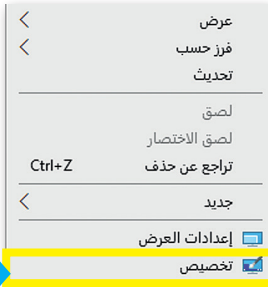 عرض
فرز حسب
تحديث
لصق
لصق الاختصار
تراجع عن حذف Ctrl+Z
جديد
إعدادات العرض
تخصيص